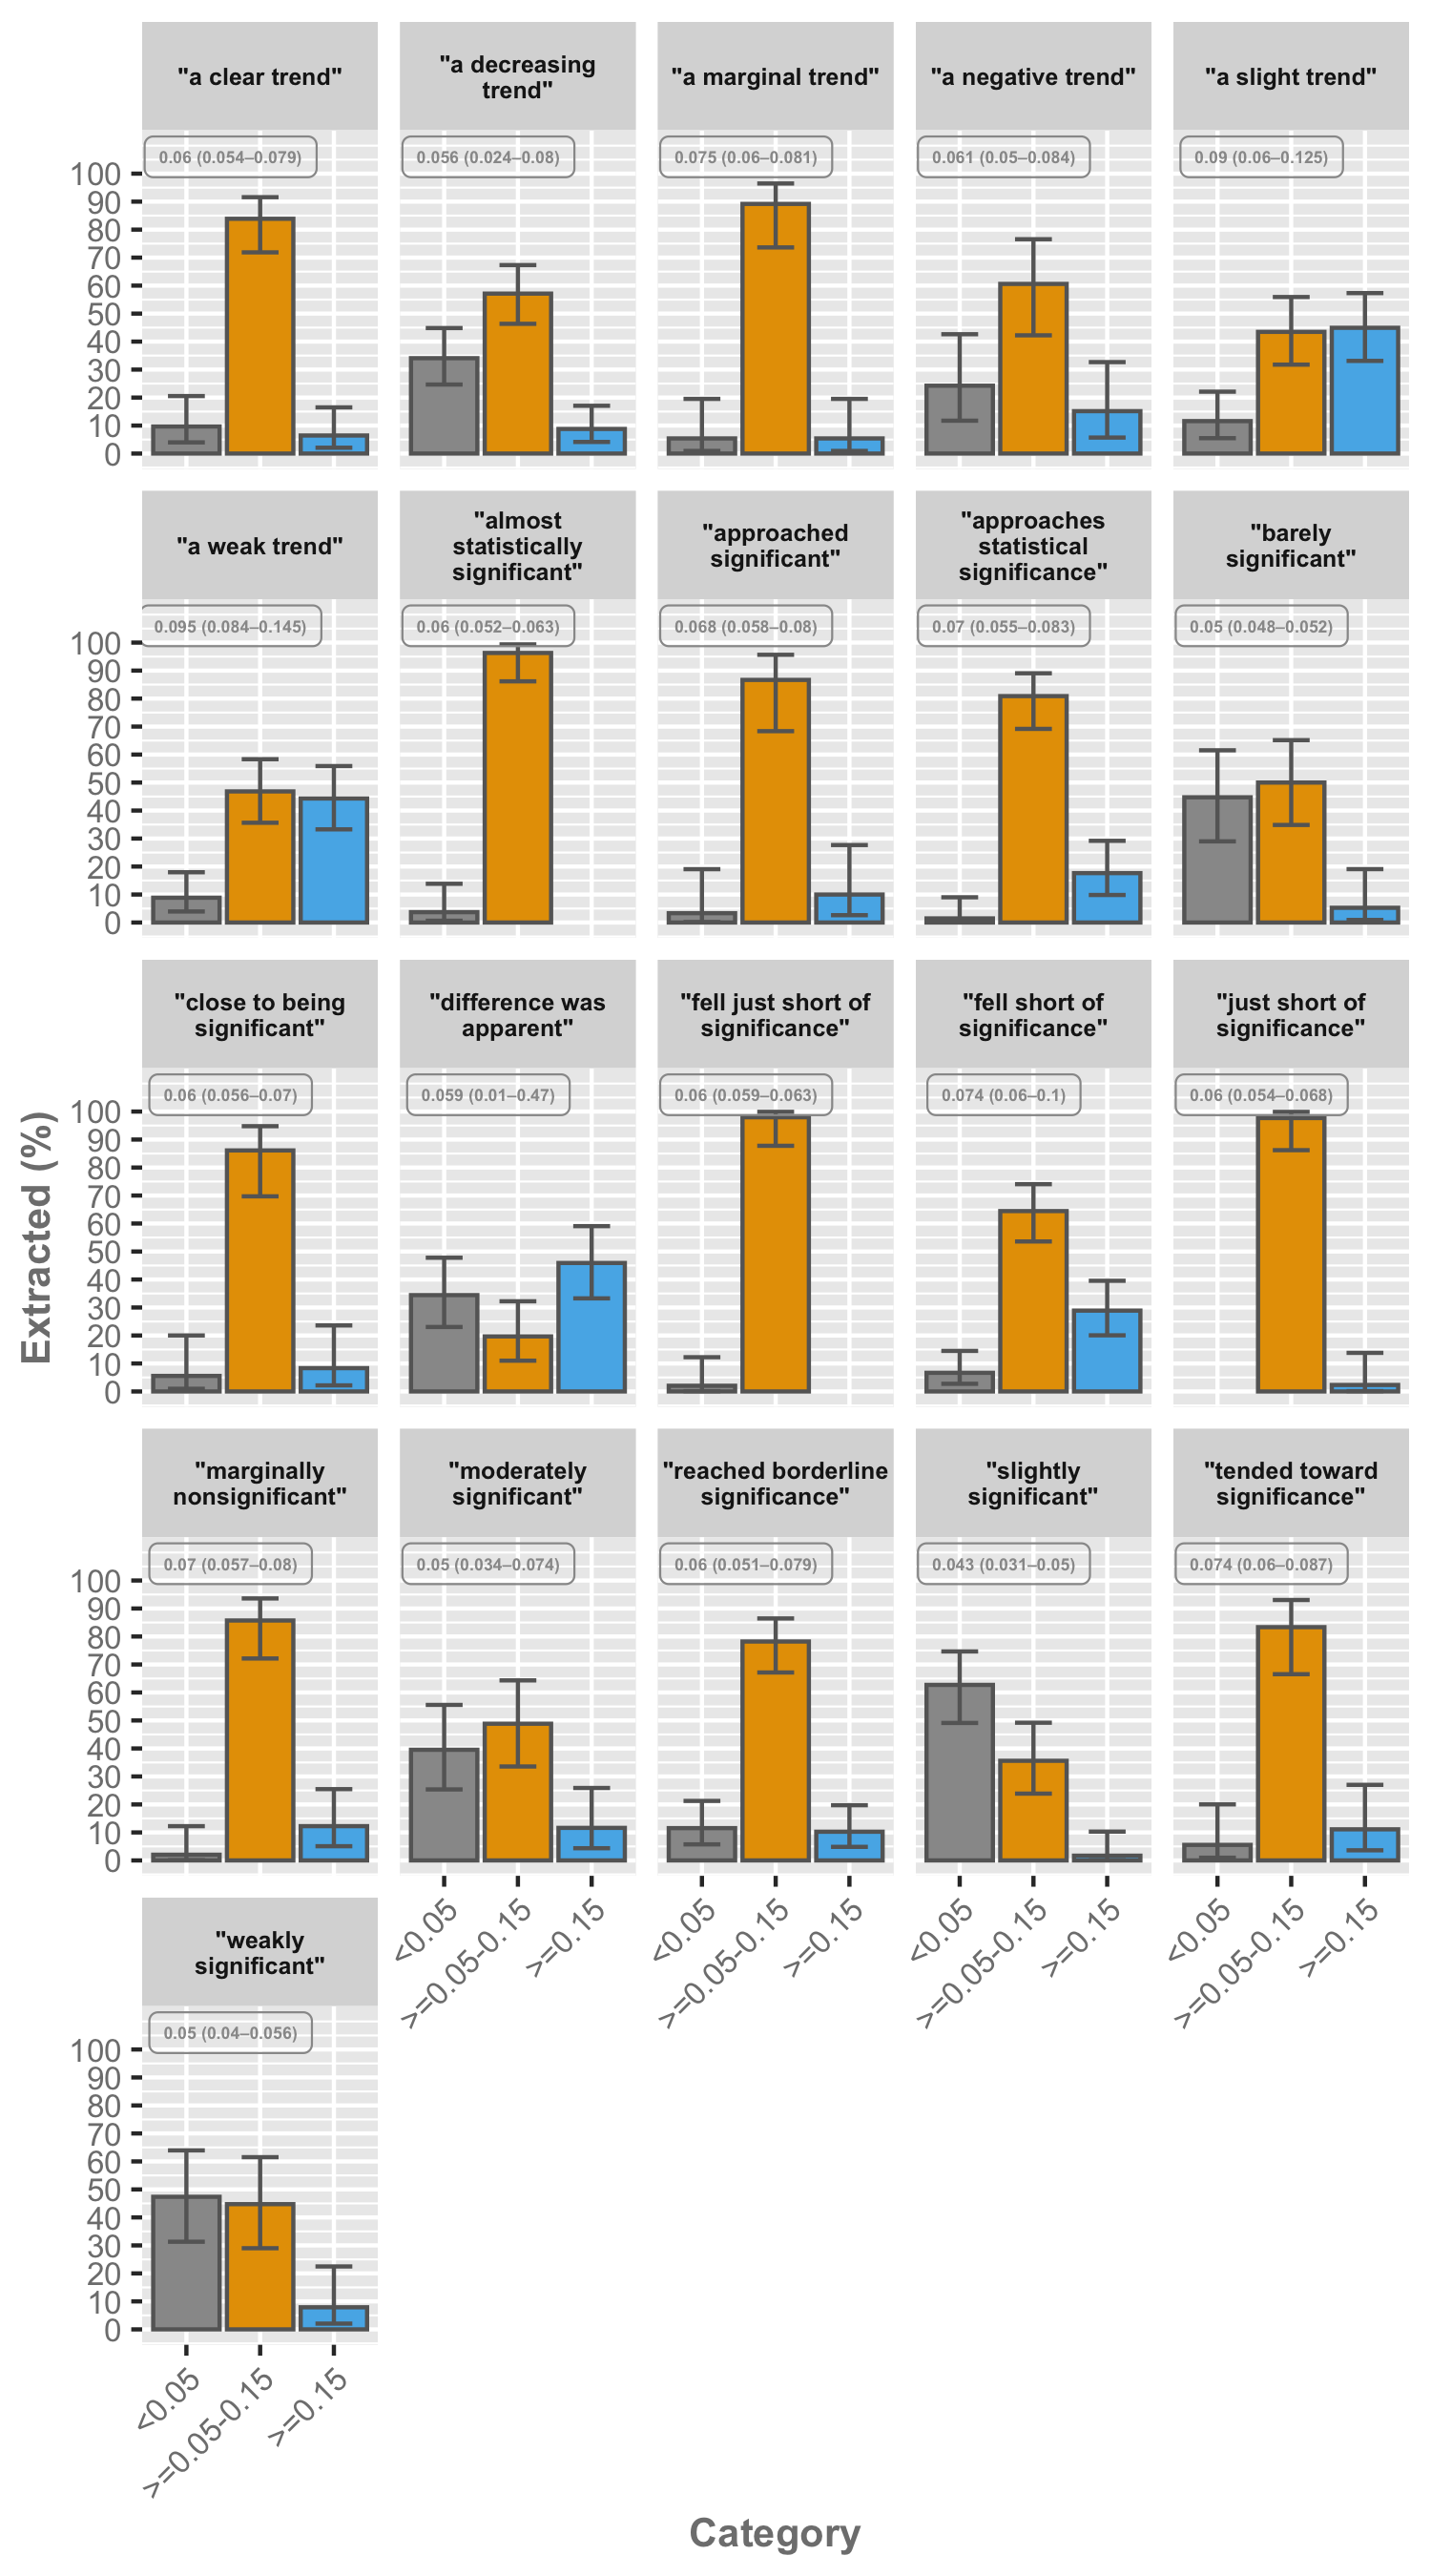 "a clear trend"
"a decreasing
trend"
"a marginal trend"
"a negative trend"
"a slight trend"
0.06 (0.054–0.079)
0.056 (0.024–0.08)
0.075 (0.06–0.081)
0.061 (0.05–0.084)
0.09 (0.06–0.125)
100
90
80
70
60
50
40
30
20
10
0
"a weak trend"
"almost
statistically
significant"
"approached
significant"
"approaches
statistical
significance"
"barely
significant"
0.095 (0.084–0.145)
0.06 (0.052–0.063)
0.068 (0.058–0.08)
0.07 (0.055–0.083)
0.05 (0.048–0.052)
100
90
80
70
60
50
40
30
20
10
0
"close to being
significant"
"difference was
apparent"
"fell just short of
significance"
"fell short of
significance"
"just short of
significance"
0.06 (0.056–0.07)
0.059 (0.01–0.47)
0.06 (0.059–0.063)
0.074 (0.06–0.1)
0.06 (0.054–0.068)
100
90
80
70
60
50
40
30
20
10
0
Extracted (%)
"marginally
nonsignificant"
"moderately
significant"
"reached borderline
significance"
"slightly
significant"
"tended toward
significance"
0.07 (0.057–0.08)
0.05 (0.034–0.074)
0.06 (0.051–0.079)
0.043 (0.031–0.05)
0.074 (0.06–0.087)
100
90
80
70
60
50
40
30
20
10
0
<0.05
>=0.05-0.15
>=0.15
<0.05
>=0.05-0.15
>=0.15
<0.05
>=0.05-0.15
>=0.15
<0.05
>=0.05-0.15
>=0.15
"weakly
significant"
0.05 (0.04–0.056)
100
90
80
70
60
50
40
30
20
10
0
<0.05
>=0.05-0.15
>=0.15
Category